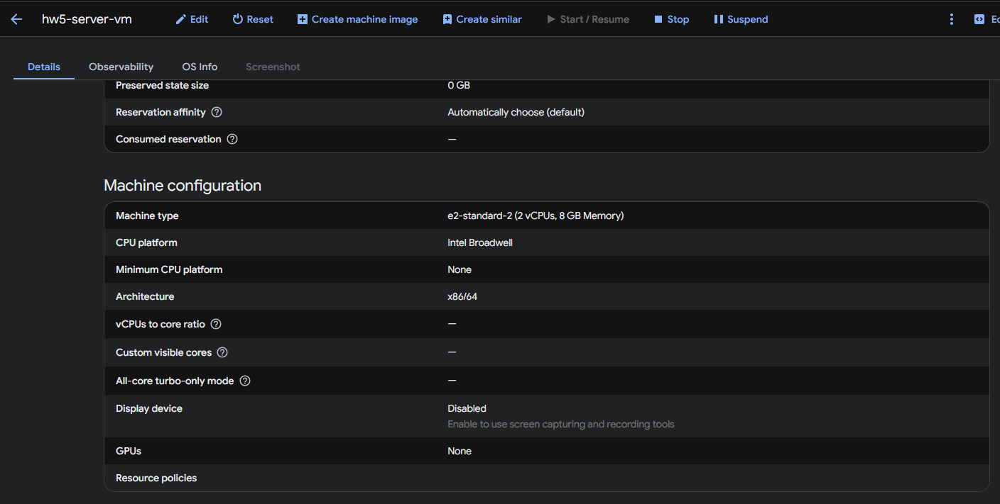 hw5-server-vm Edit Reset Create machine image Create similar Start / Resume Stop Suspend
Details Observability OS Info Screenshot
Preserved state size 0 GB
Reservation affinity Automatically choose (default)
Consumed reservation —
Machine configuration
Machine type e2-standard-2 (2 vCPUs, 8 GB Memory)
CPU platform Intel Broadwell
Minimum CPU platform None
Architecture x86/64
vCPUs to core ratio —
Custom visible cores —
All-core turbo-only mode —
Display device Disabled
Enable to use screen capturing and recording tools
GPUs None
Resource policies